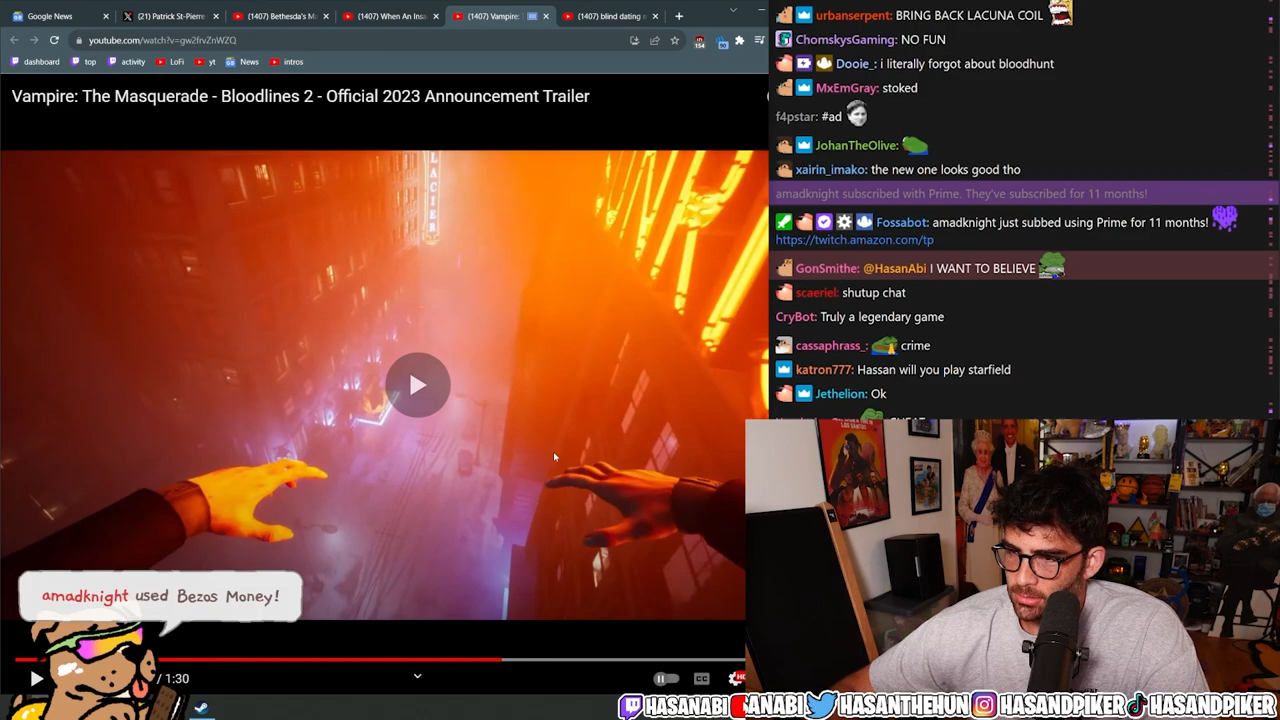 Google News
(21) Patrick St-Pierre
(1407) Bethesda's M
(1407) When An Insa
(1407) Vampire:
(1407) blind dating
youtube.com/watch?v=gw2frvZnWZQ
dashboard
top
activity
LoFi
yt
News
intros
Vampire: The Masquerade - Bloodlines 2 - Official 2023 Announcement Trailer
LACIER
amadknight used Bezos Money!
/ 1:30
urbanserpent: BRING BACK LACUNA COIL
ChomskysGaming: NO FUN
Dooie_: i literally forgot about bloodhunt
MxEmGray: stoked
f4pstar: #ad
JohanTheOlive:
xairin_imako: the new one looks good tho
amadknight subscribed with Prime. They've subscribed for 11 months!
Fossabot: amadknight just subbed using Prime for 11 months!
https://twitch.amazon.com/tp
GonSmithe: @HasanAbi I WANT TO BELIEVE
scaeriel: shutup chat
CryBot: Truly a legendary game
cassaphrass_: crime
katron777: Hassan will you play starfield
Jethelion: Ok
LOS SANTOS
HASANABI
HASANABI
HASANTHEHUN
HASANDPIKER
HASANDPIKER